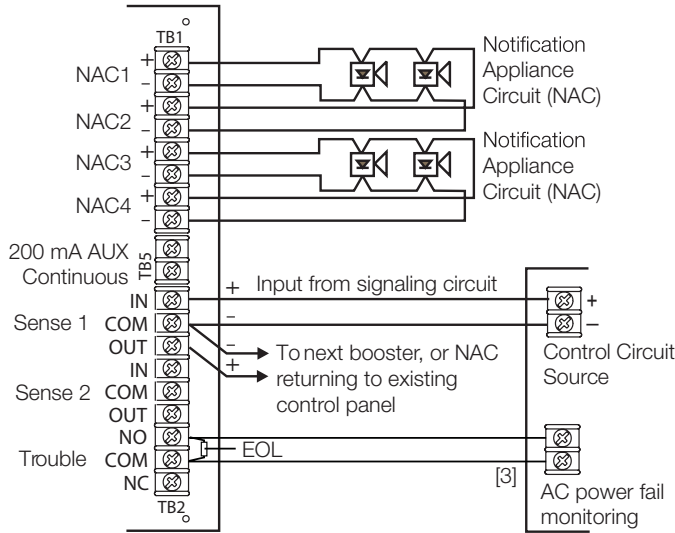 TB1
NAC1
+
–
NAC2
+
–
NAC3
+
–
NAC4
+
–
Notification
Appliance
Circuit (NAC)
Notification
Appliance
Circuit (NAC)
200 mA AUX
Continuous
TB5
IN
Sense 1 COM
OUT
IN
Sense 2 COM
OUT
NO
Trouble COM
NC
TB2
+ Input from signaling circuit
–
–
+
To next booster, or NAC
returning to existing
control panel
EOL
[3]
+
–
Control Circuit
Source
AC power fail
monitoring